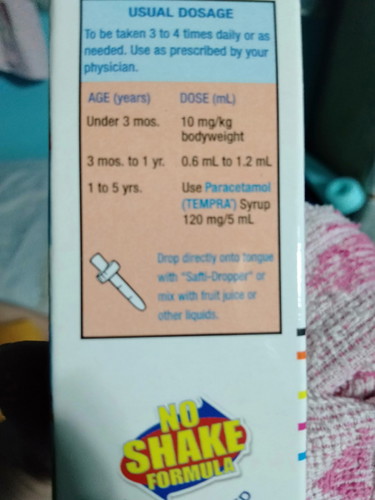 USUAL DOSAGE
To be taken 3 to 4 times daily or as
needed. Use as prescribed by your
physician.
AGE (years) DOSE (mL)
Under 3 mos. 10 mg/kg
bodyweight
3 mos. to 1 yr. 0.6 mL to 1.2 mL
1 to 5 yrs. Use Paracetamol
(TEMPRA) Syrup
120 mg/5 mL
Drop directly onto tongue
with "Safti-Dropper" or
mix with fruit juice or
other liquids.
NO
SHAKE
FORMULA